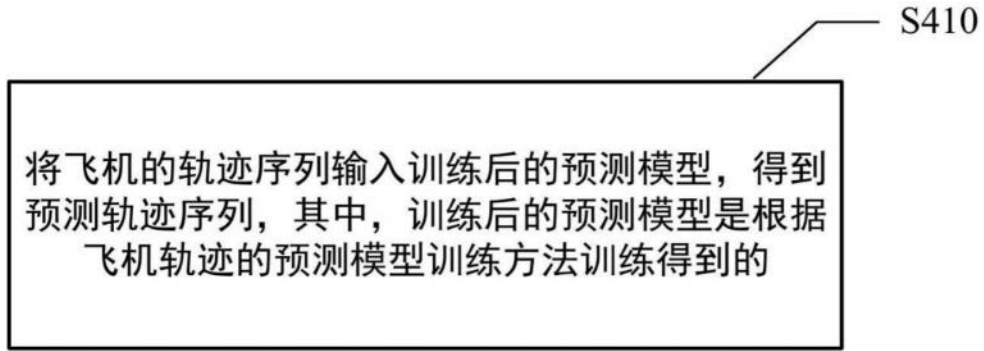 S410
将飞机的轨迹序列输入训练后的预测模型，得到
预测轨迹序列，其中，训练后的预测模型是根据
飞机轨迹的预测模型训练方法训练得到的